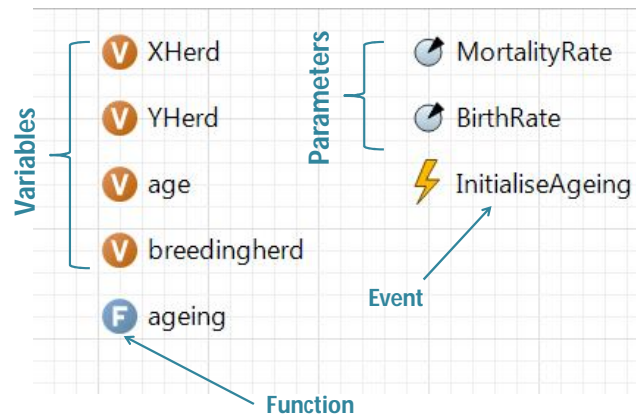 Variables
V XHerd
V YHerd
V age
V breedingherd
F ageing
Function
Parameters
MortalityRate
BirthRate
InitialiseAgeing
Event